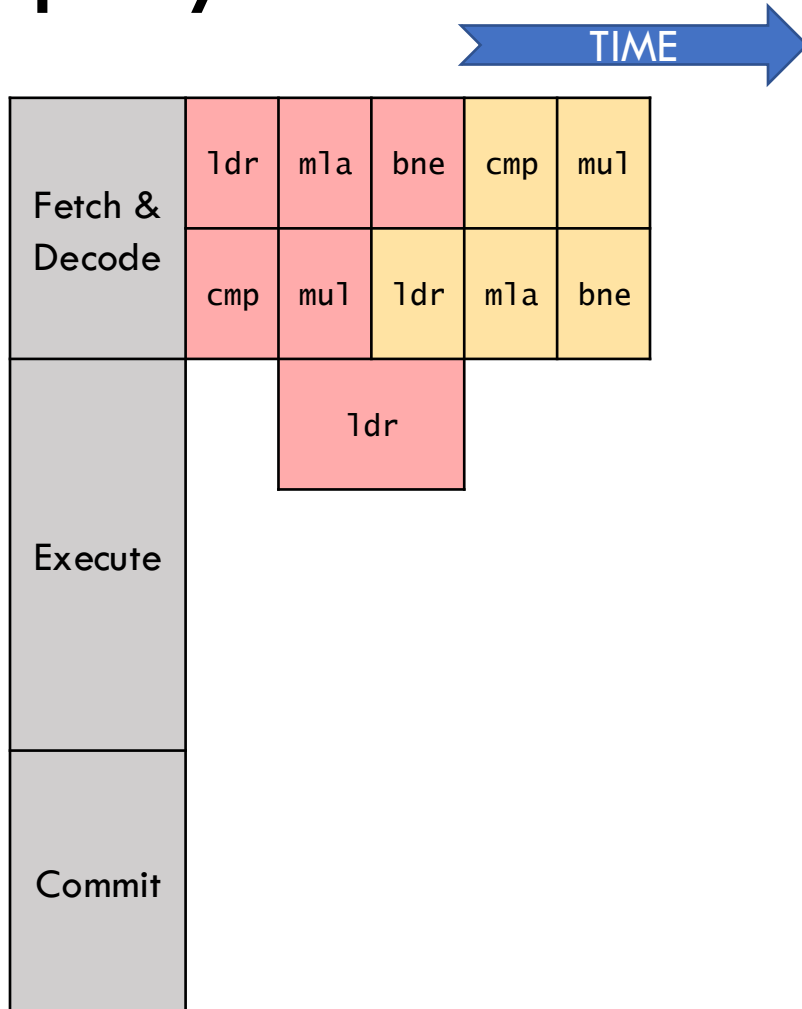 TIME
Fetch &
Decode
ldr mla bne cmp mul
cmp mul ldr mla bne
ldr
Execute
Commit